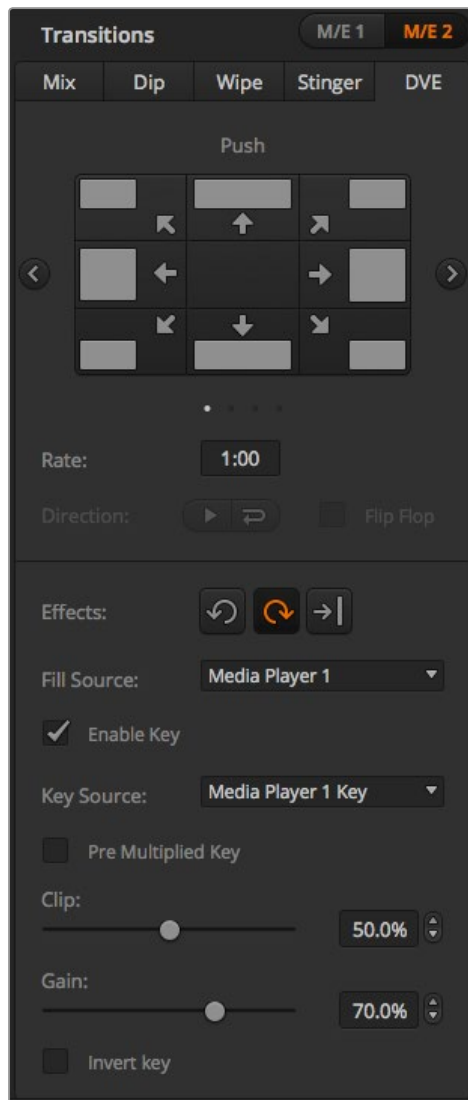 Transitions M/E 1 M/E 2
Mix Dip Wipe Stinger DVE
Push
Rate: 1:00
Direction: Flip Flop
Effects:
Fill Source: Media Player 1
Enable Key
Key Source: Media Player 1 Key
Pre Multiplied Key
Clip:
50.0%
Gain:
70.0%
Invert key